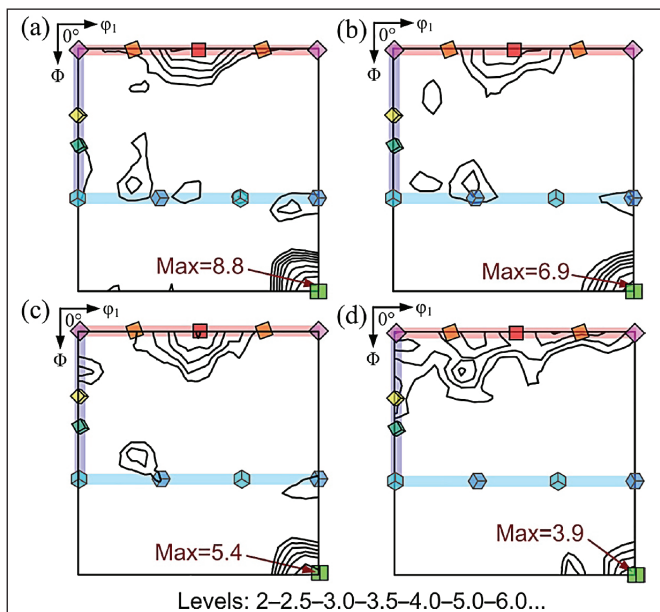 (a) 0° φ₁
Φ
Max=8.8
(b) 0° φ₁
Φ
Max=6.9
(c) 0° φ₁
Φ
Max=5.4
(d) 0° φ₁
Φ
Max=3.9
Levels: 2–2.5–3.0–3.5–4.0–5.0–6.0...